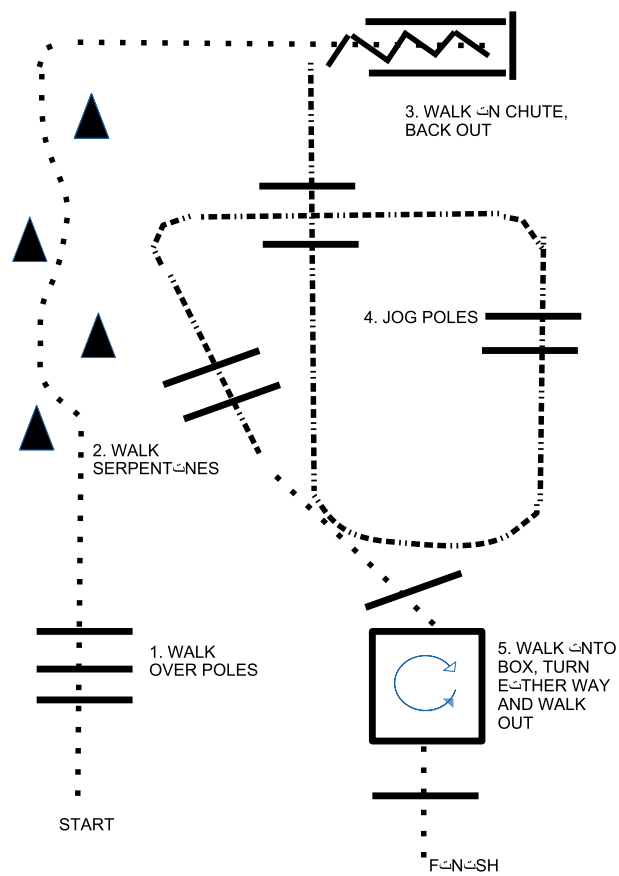 3. WALK ﺕN CHUTE,
BACK OUT
4. JOG POLES
2. WALK
SERPENTﺕNES
1. WALK
OVER POLES
5. WALK ﺕNTO
BOX, TURN
EﺕTHER WAY
AND WALK
OUT
START
FﺕNﺕSH